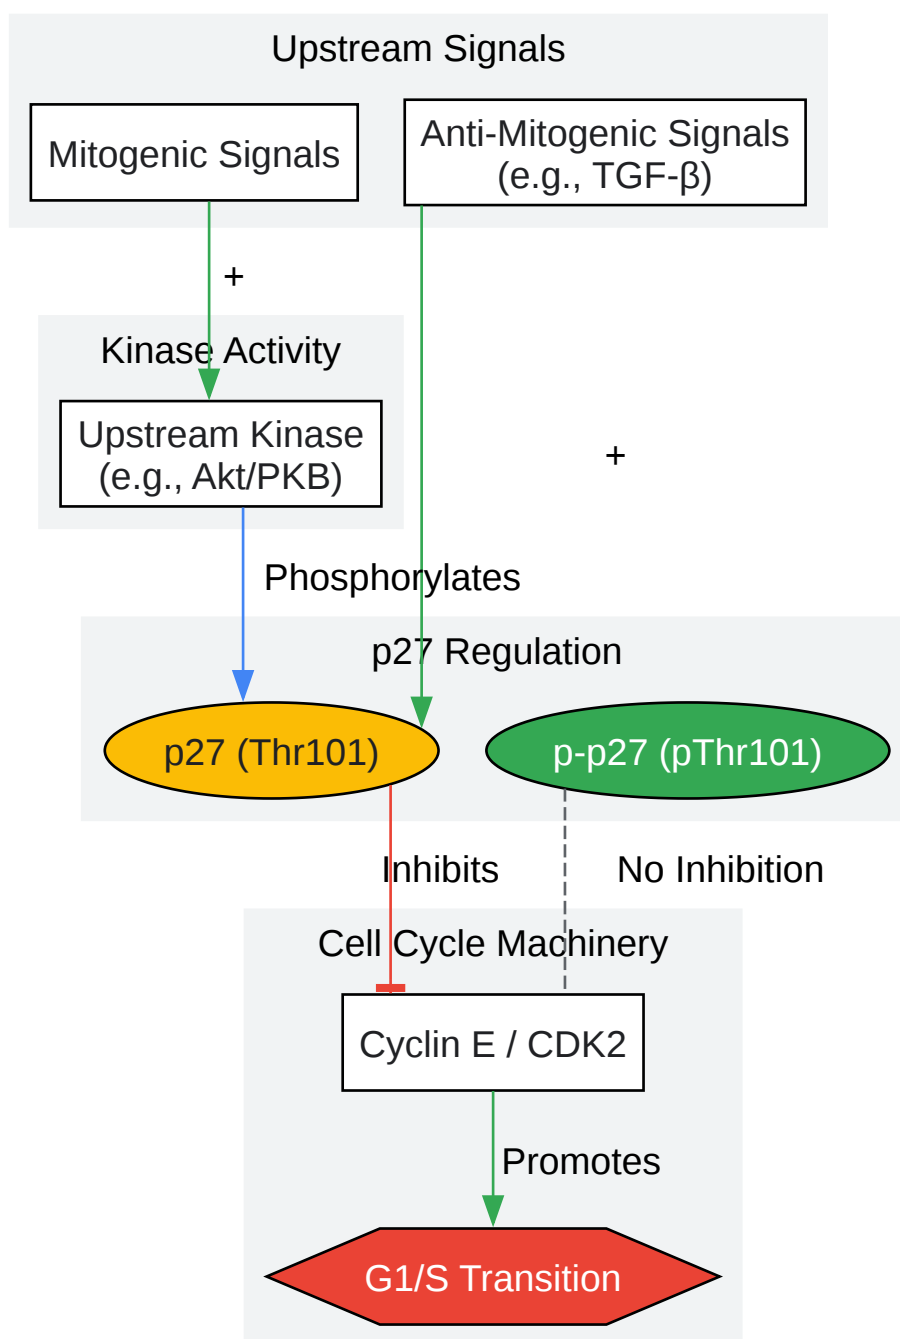 Upstream Signals
Mitogenic Signals
Anti-Mitogenic Signals
(e.g., TGF-β)
+
Kinase Activity
Upstream Kinase
(e.g., Akt/PKB)
+
Phosphorylates
p27 Regulation
p27 (Thr101)
p-p27 (pThr101)
Inhibits
No Inhibition
Cell Cycle Machinery
Cyclin E / CDK2
Promotes
G1/S Transition